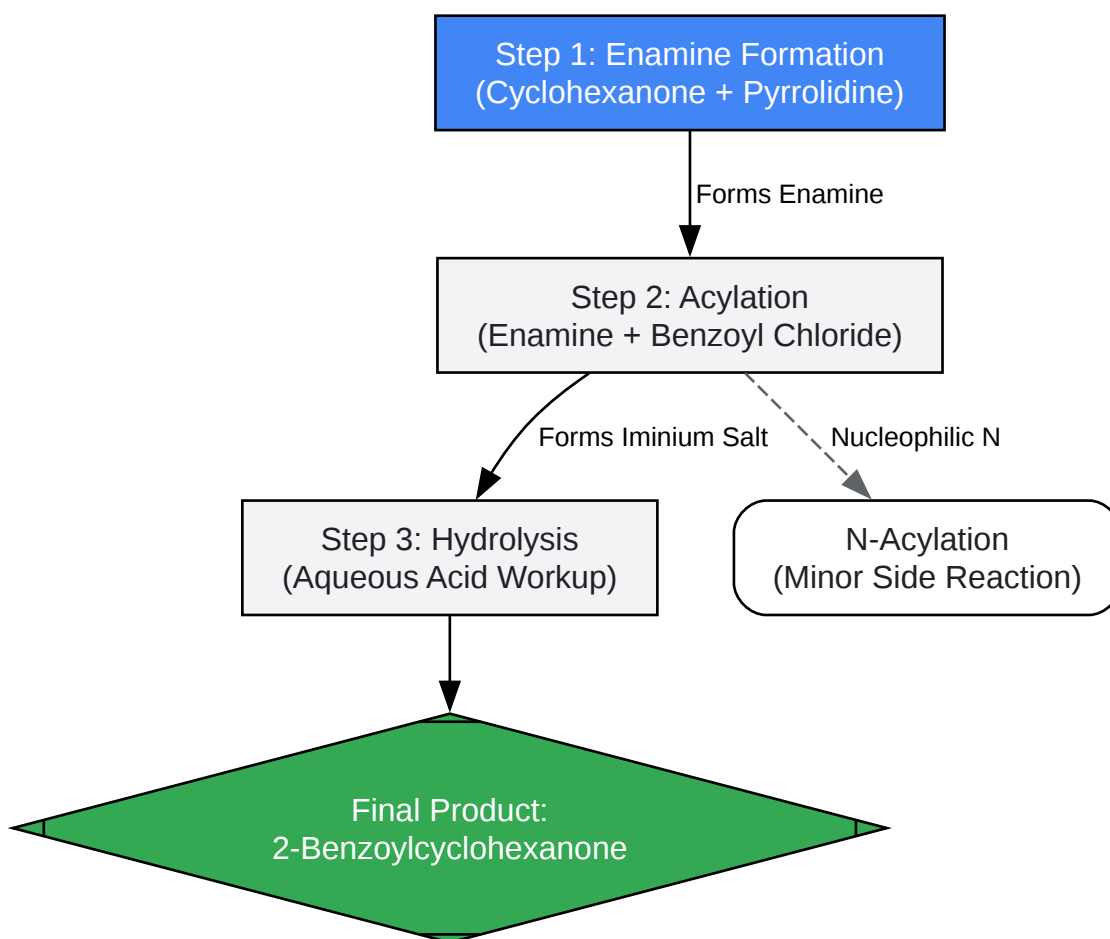 Step 1: Enamine Formation
(Cyclohexanone + Pyrrolidine)
Forms Enamine
Step 2: Acylation
(Enamine + Benzoyl Chloride)
Forms Iminium Salt
Nucleophilic N
Step 3: Hydrolysis
(Aqueous Acid Workup)
N-Acylation
(Minor Side Reaction)
Final Product:
2-Benzoylcyclohexanone